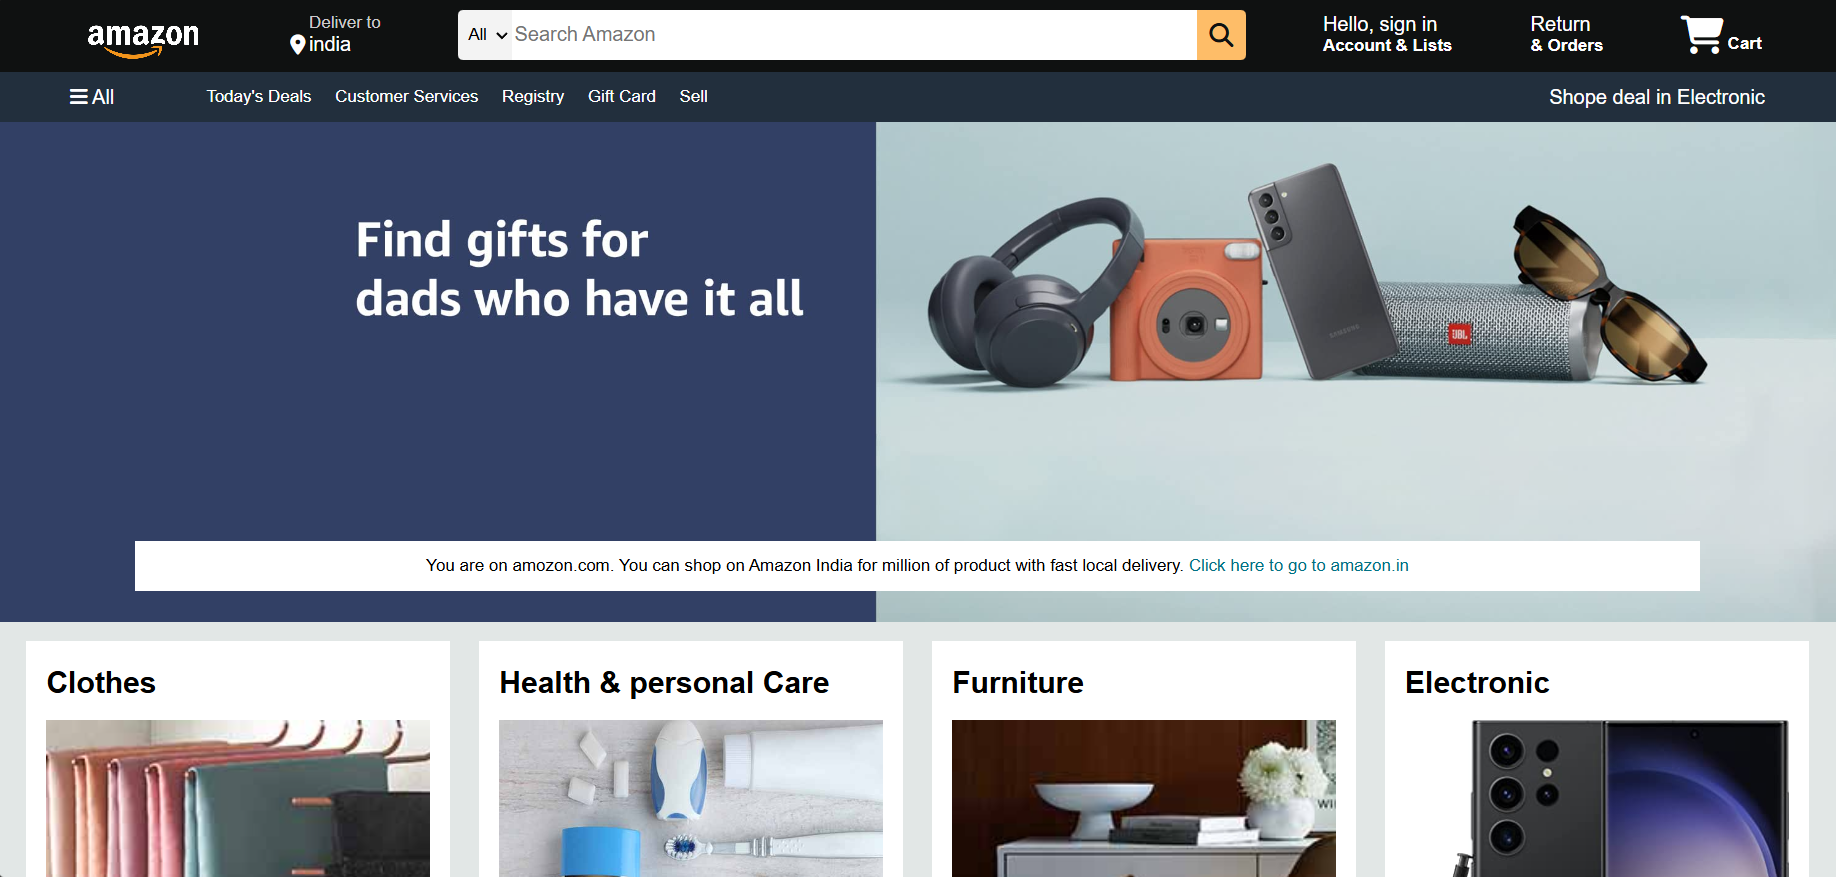 amazon
Deliver to
india
All
Search Amazon
Hello, sign in
Account & Lists
Return
& Orders
Cart
All
Today's Deals
Customer Services
Registry
Gift Card
Sell
Shope deal in Electronic
Find gifts for
dads who have it all
SAMSUNG
JBL
You are on amozon.com. You can shop on Amazon India for million of product with fast local delivery. Click here to go to amazon.in
Clothes
Health & personal Care
Furniture
Electronic